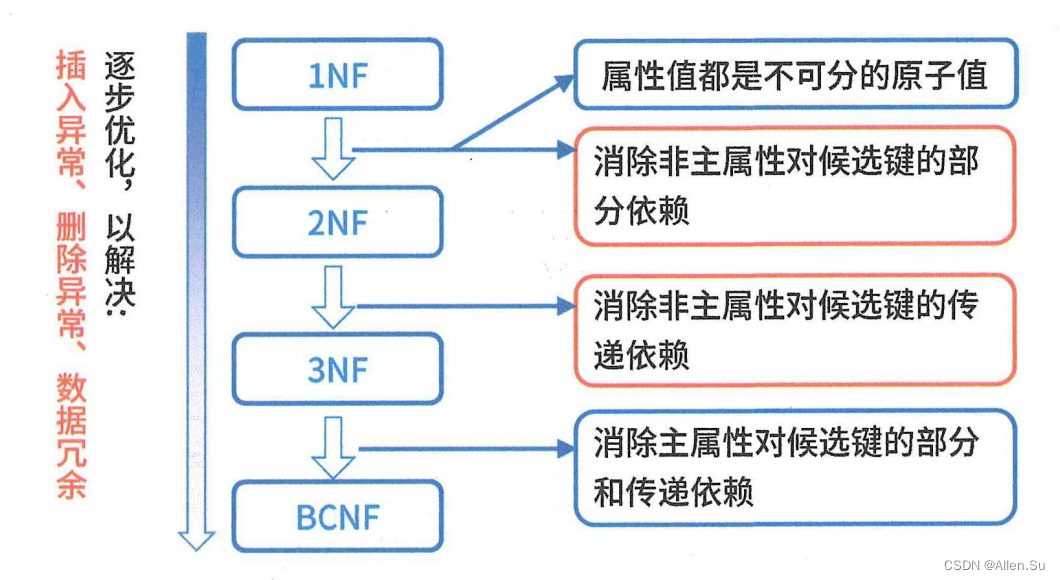 逐步优化，以解决：
插入异常、删除异常、数据冗余
1NF
属性值都是不可分的原子值
消除非主属性对候选键的部
分依赖
2NF
消除非主属性对候选键的传
递依赖
3NF
消除主属性对候选键的部分
和传递依赖
BCNF
CSDN @Allen.Su